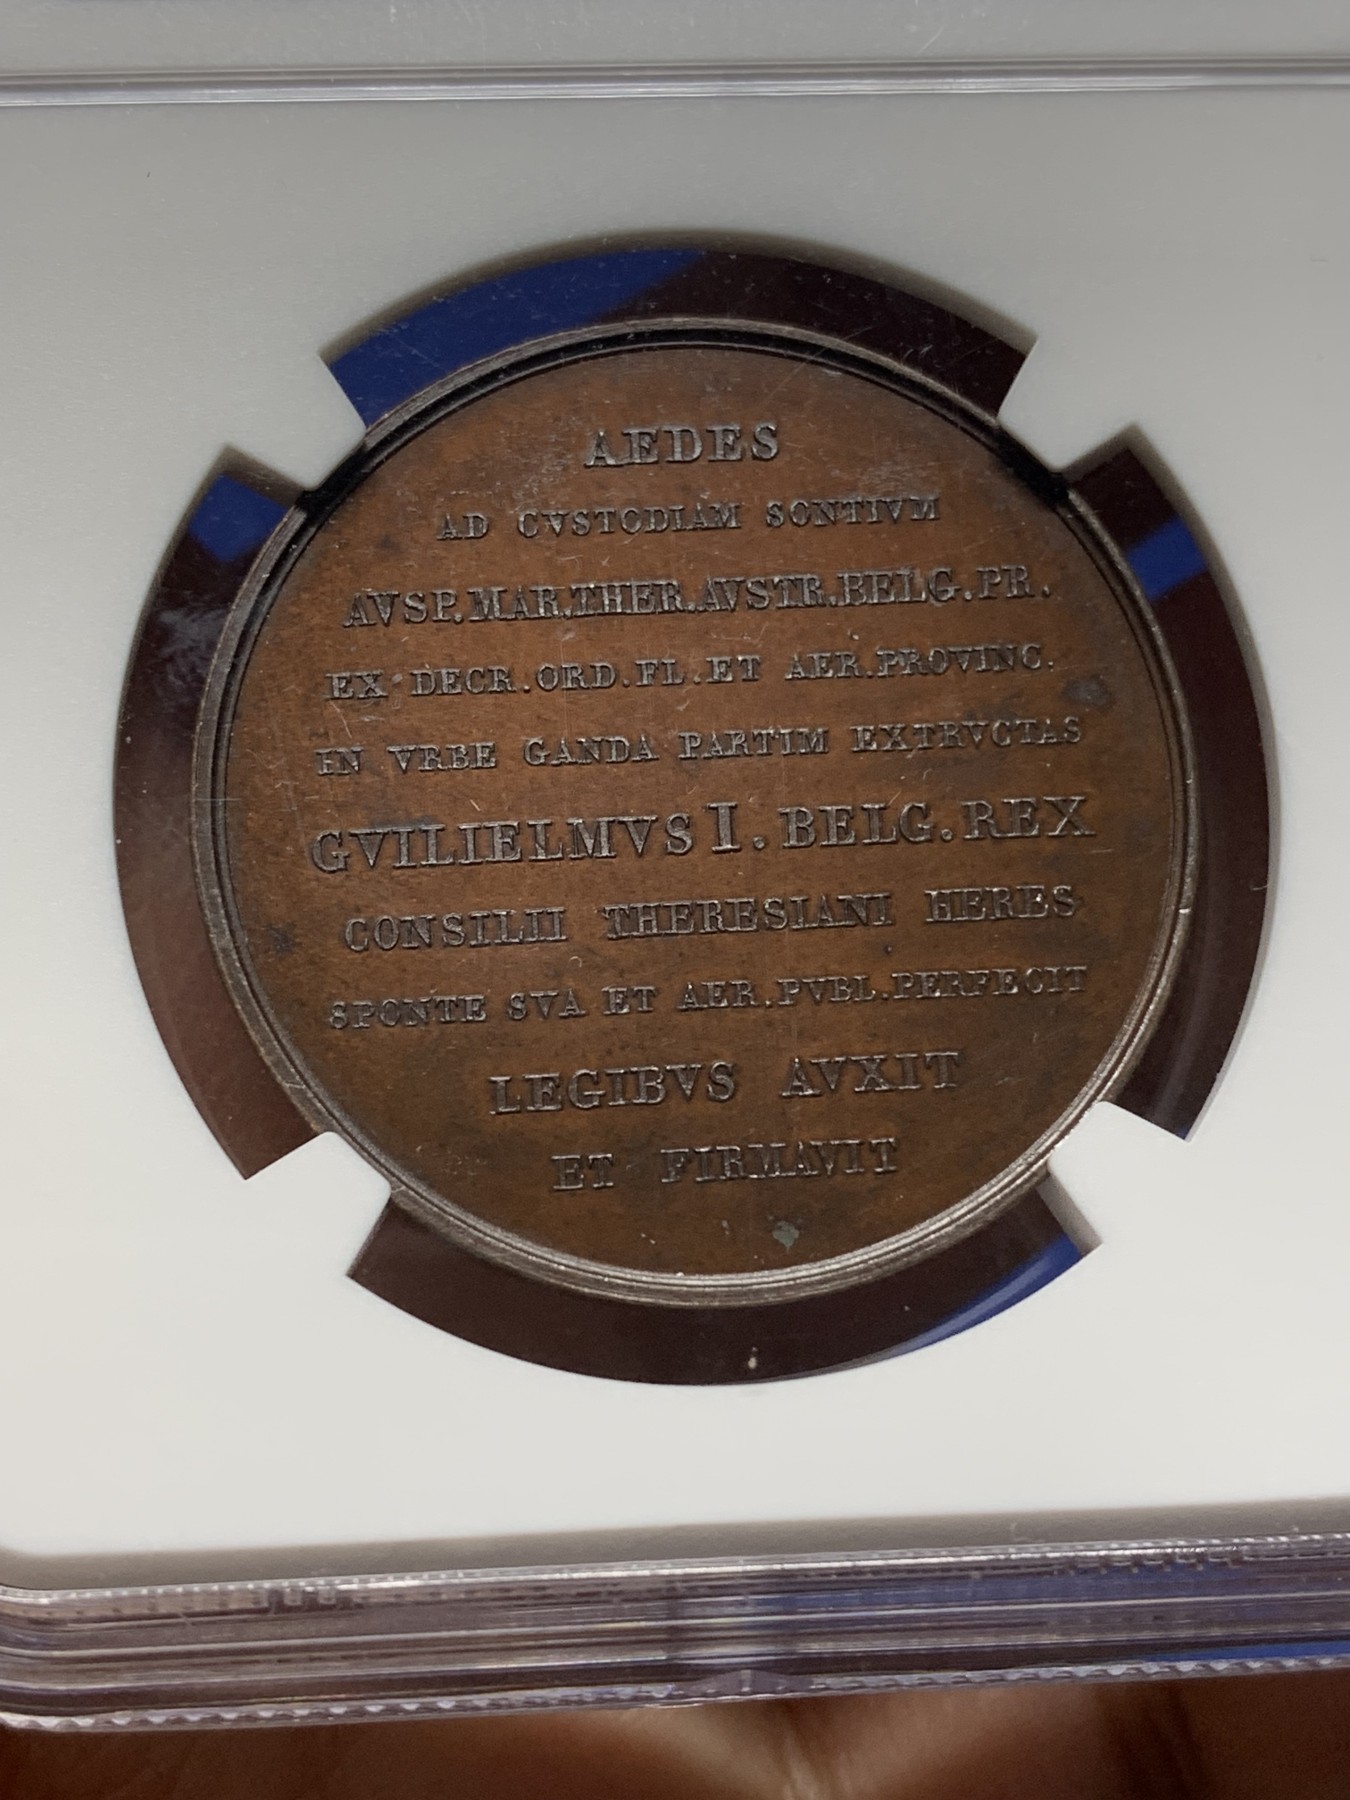 AEDES
AD CVSTODIAM SONTIVM
AVSP.MAR.THER.AVSTR.BELG.PR.
EX DECR.ORD.FL.ET AER.PROVINC.
IN VRBE GANDA PARTIM EXTRVCTAS
GVILIELMVS I. BELG.REX
CONSILII THERESIANI HERES
SPONTE SVA ET AER.PVBL.PERFECIT
LEGIBVS AVXIT
ET FIRMAVIT